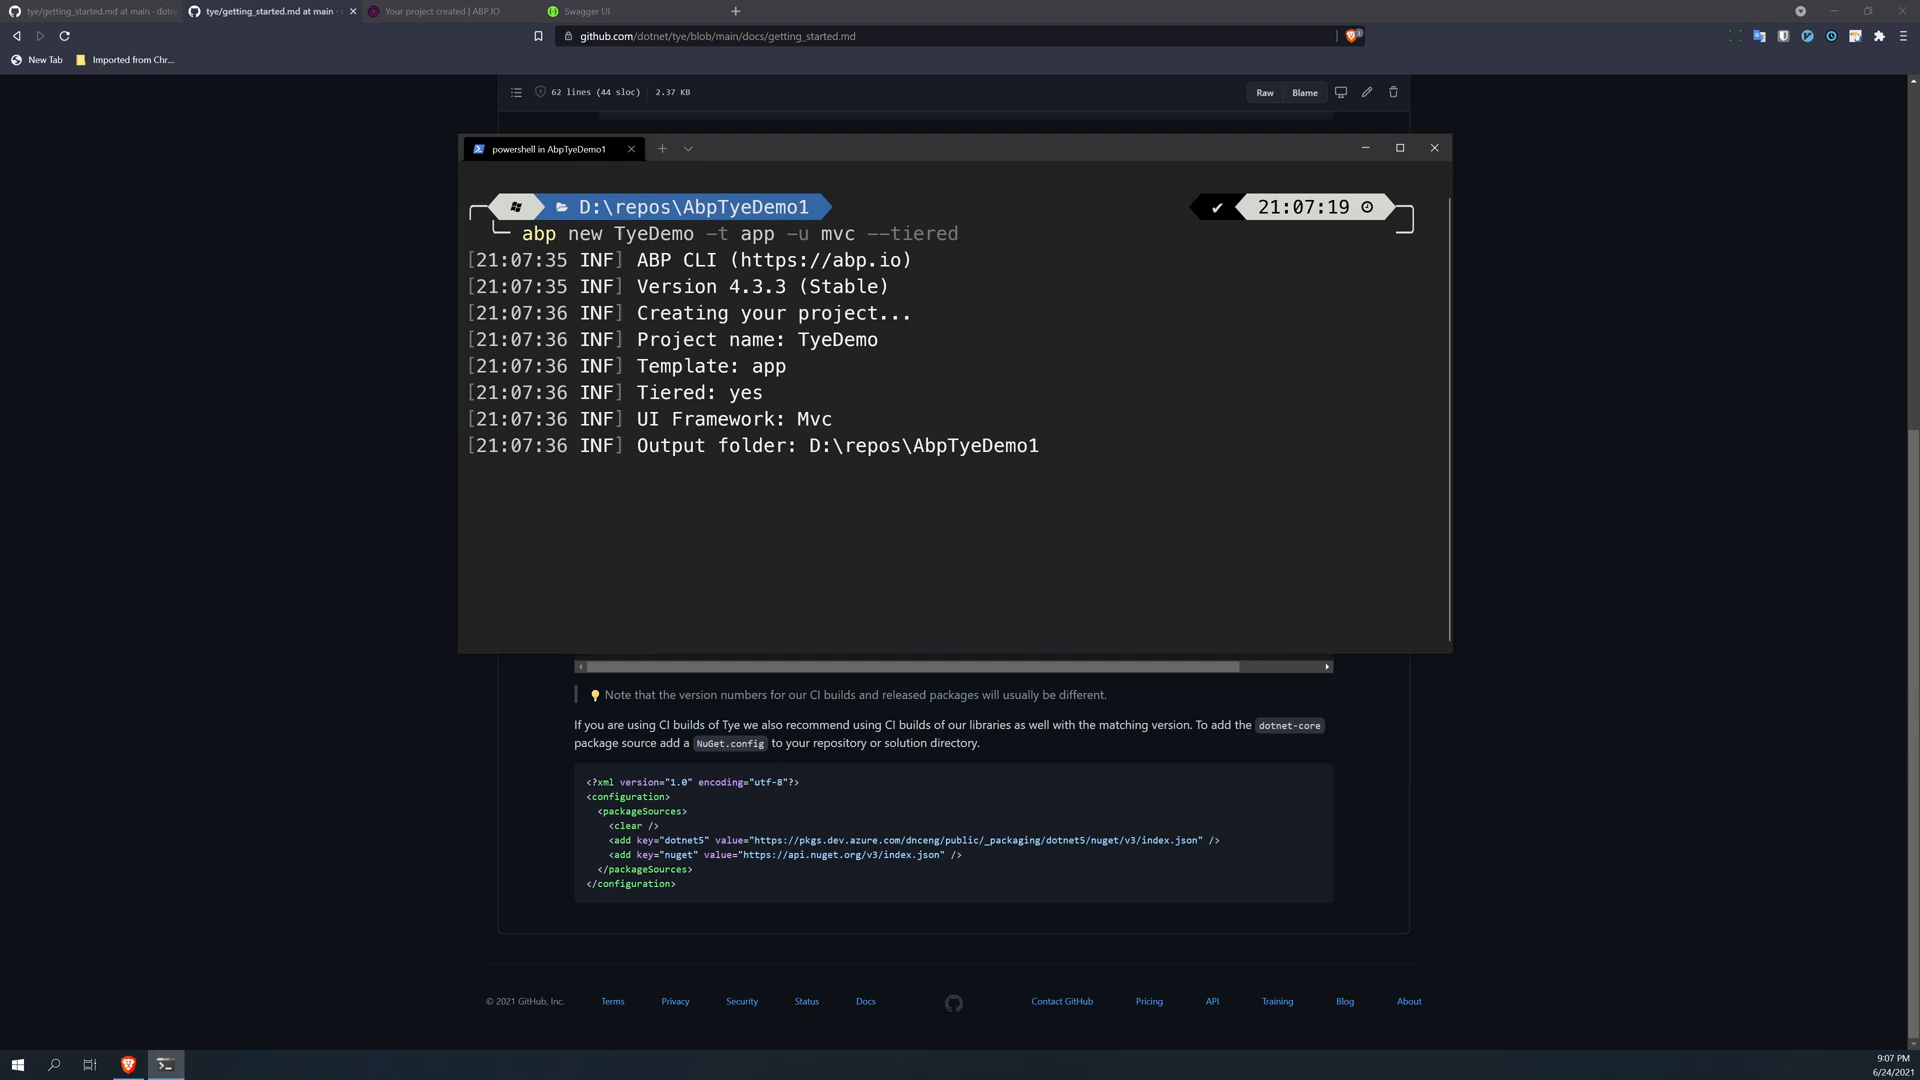 tye/getting_started.md at main · dotn
tye/getting_started.md at main ·
Your project created | ABP.IO
Swagger UI
github.com/dotnet/tye/blob/main/docs/getting_started.md
New Tab
Imported from Chr...
62 lines (44 sloc)
2.37 KB
Raw
Blame
powershell in AbpTyeDemo1
D:\repos\AbpTyeDemo1
21:07:19
abp new TyeDemo -t app -u mvc --tiered
[21:07:35 INF] ABP CLI (https://abp.io)
[21:07:35 INF] Version 4.3.3 (Stable)
[21:07:36 INF] Creating your project...
[21:07:36 INF] Project name: TyeDemo
[21:07:36 INF] Template: app
[21:07:36 INF] Tiered: yes
[21:07:36 INF] UI Framework: Mvc
[21:07:36 INF] Output folder: D:\repos\AbpTyeDemo1
Note that the version numbers for our CI builds and released packages will usually be different.
If you are using CI builds of Tye we also recommend using CI builds of our libraries as well with the matching version. To add the dotnet-core
package source add a NuGet.config to your repository or solution directory.
<?xml version="1.0" encoding="utf-8"?>
<configuration>
<packageSources>
<clear />
<add key="dotnet5" value="https://pkgs.dev.azure.com/dnceng/public/_packaging/dotnet5/nuget/v3/index.json" />
<add key="nuget" value="https://api.nuget.org/v3/index.json" />
</packageSources>
</configuration>
© 2021 GitHub, Inc.
Terms
Privacy
Security
Status
Docs
Contact GitHub
Pricing
API
Training
Blog
About
9:07 PM
6/24/2021